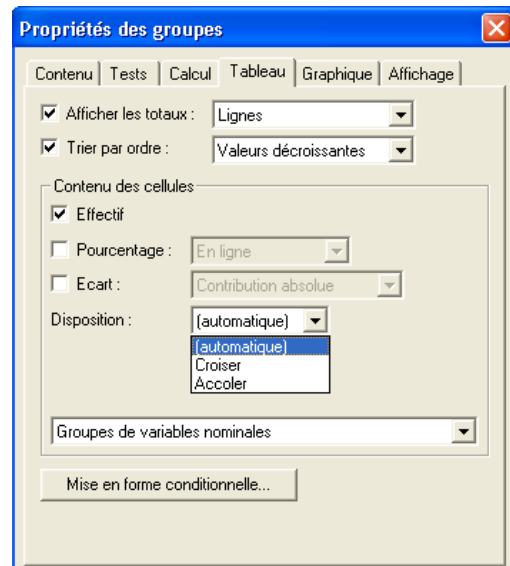 Propriétés des groupes
Contenu Tests Calcul Tableau Graphique Affichage
Afficher les totaux : Lignes
Trier par ordre : Valeurs décroissantes
Contenu des cellules
Effectif
Pourcentage : En ligne
Ecart : Contribution absolue
Disposition : (automatique)
(automatique)
Croiser
Accoler
Groupes de variables nominales
Mise en forme conditionnelle...